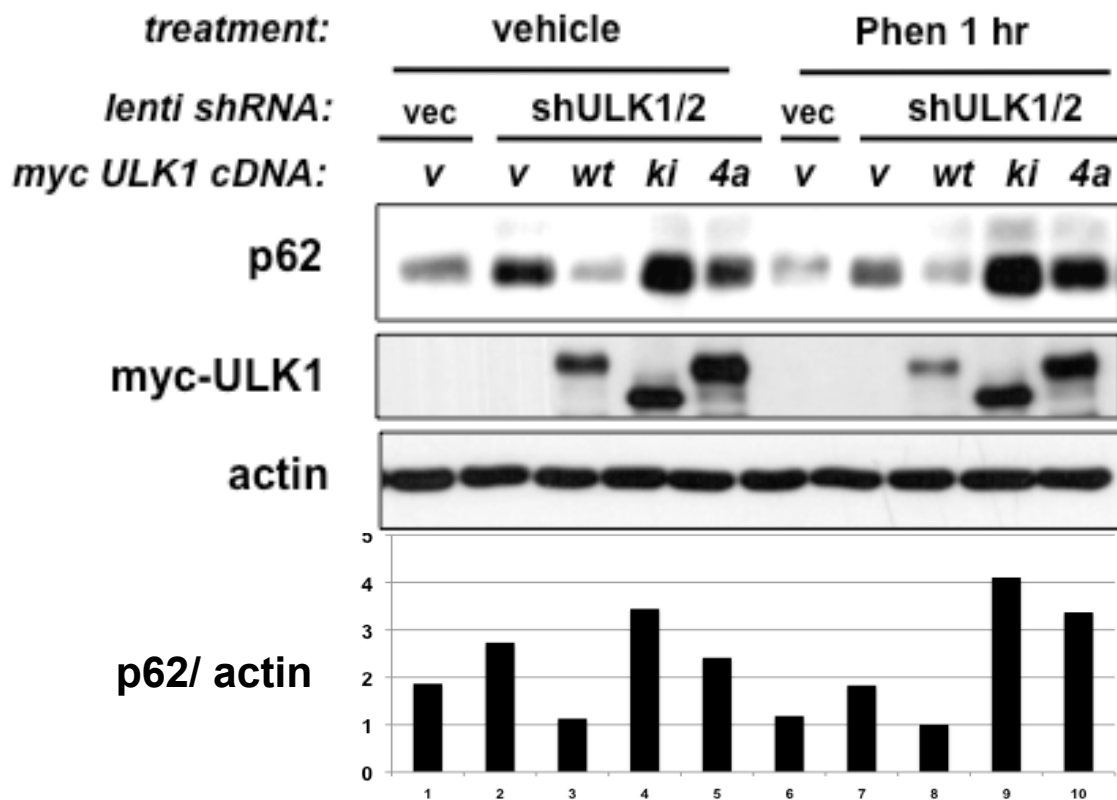 treatment: vehicle Phen 1 hr
lenti shRNA: vec shULK1/2 vec shULK1/2
myc ULK1 cDNA: v v wt ki 4a v v wt ki 4a
p62
myc-ULK1
actin
5
4
3
p62/ actin
2
1
0
1 2 3 4 5 6 7 8 9 10